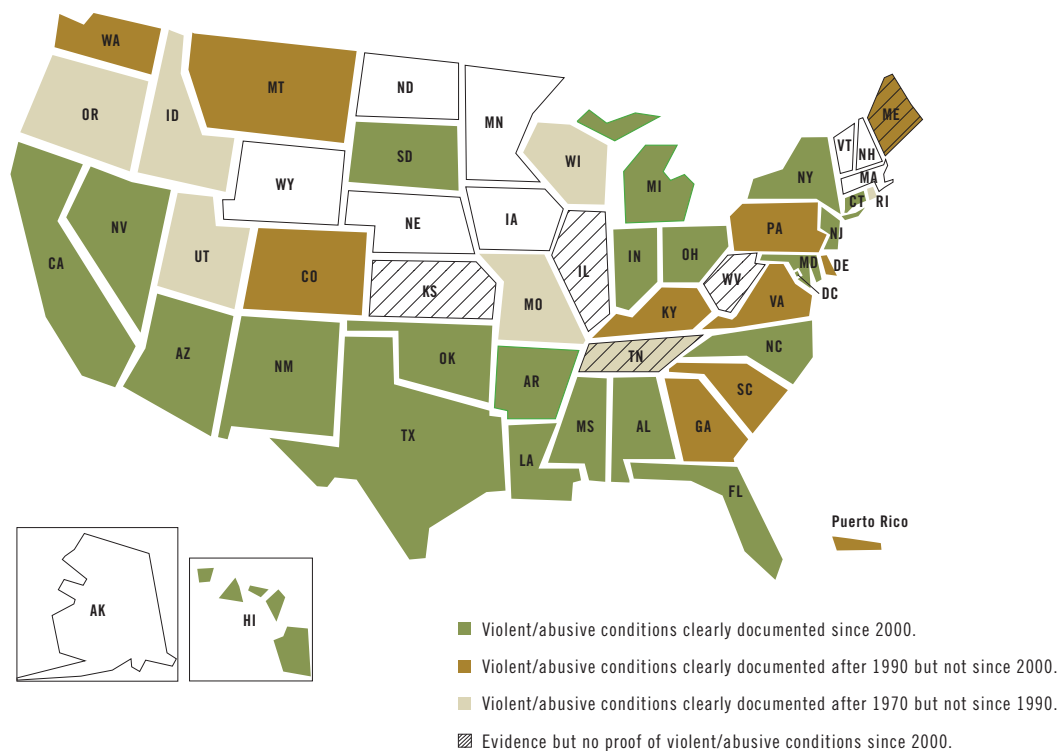 WA
MT
ND
MN
OR
ID
SD
WI
MI
WY
NE
IA
VT
NH
ME
MA
NY
CT
RI
NV
UT
CA
CO
KS
MO
IL
IN
OH
PA
NJ
MD
DE
DC
WV
VA
KY
TN
NC
SC
AZ
NM
OK
AR
TX
LA
MS
AL
GA
FL
Puerto Rico
AK
HI
Violent/abusive conditions clearly documented since 2000.
Violent/abusive conditions clearly documented after 1990 but not since 2000.
Violent/abusive conditions clearly documented after 1970 but not since 1990.
Evidence but no proof of violent/abusive conditions since 2000.